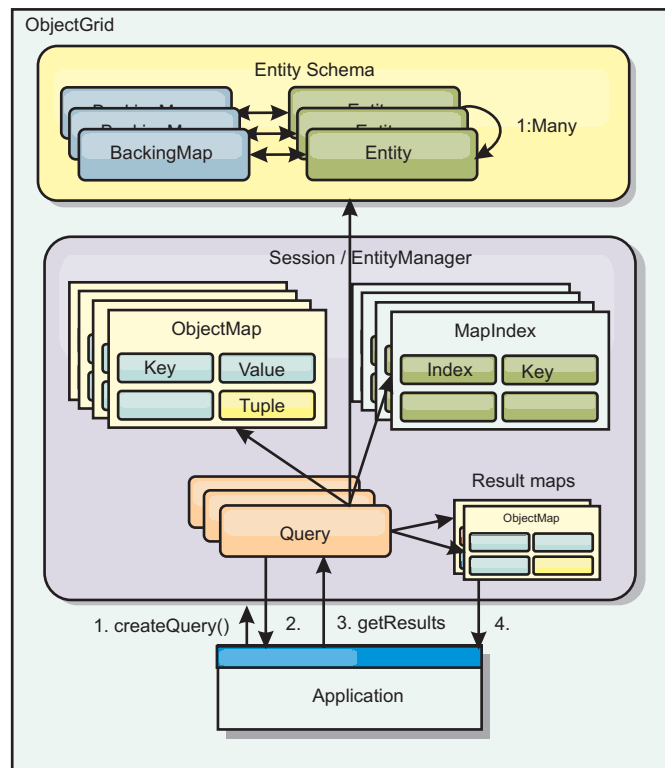 ObjectGrid
Entity Schema
BackingMap
Entity
1:Many
Session / EntityManager
ObjectMap
Key
Value
Tuple
MapIndex
Index
Key
Query
Result maps
ObjectMap
1. createQuery()
2.
3. getResults
4.
Application